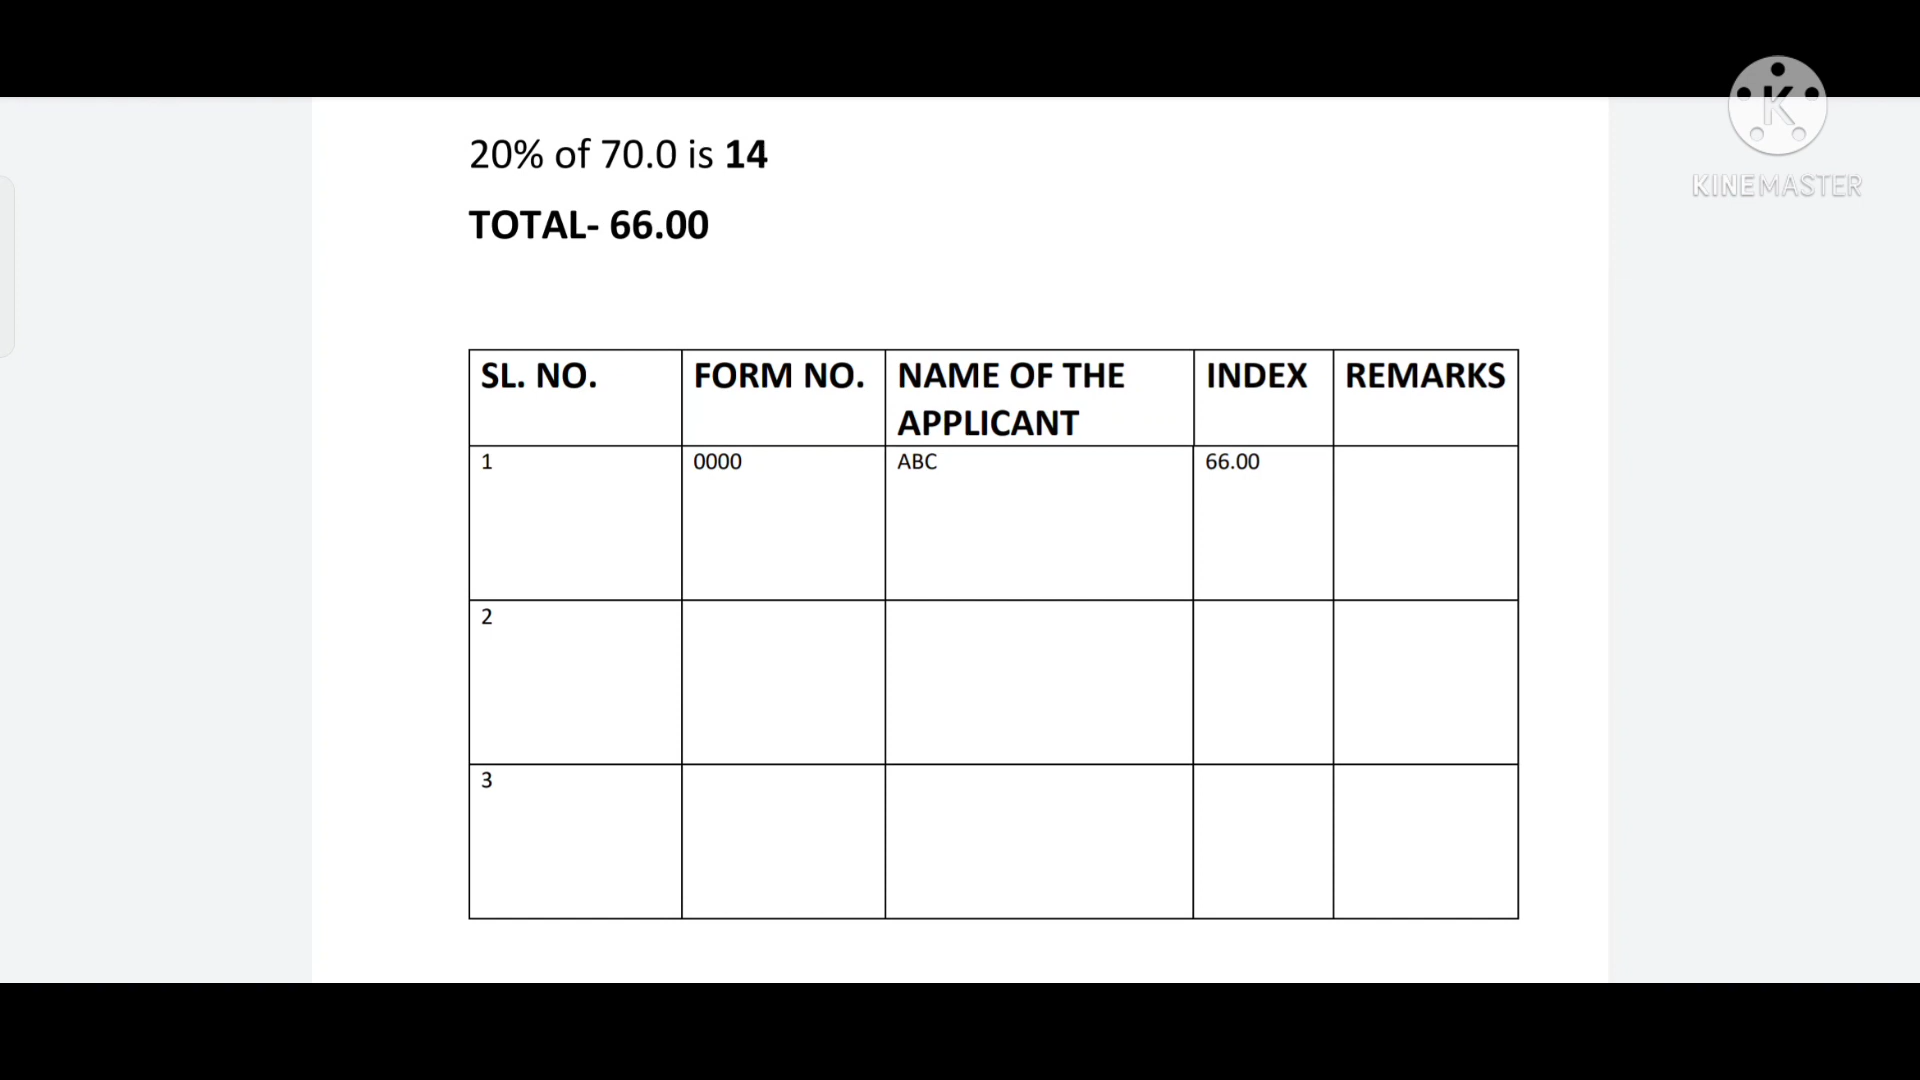 20% of 70.0 is 14
TOTAL- 66.00
K
KINEMASTER
SL. NO. FORM NO. NAME OF THE APPLICANT INDEX REMARKS
1 0000 ABC 66.00
2
3